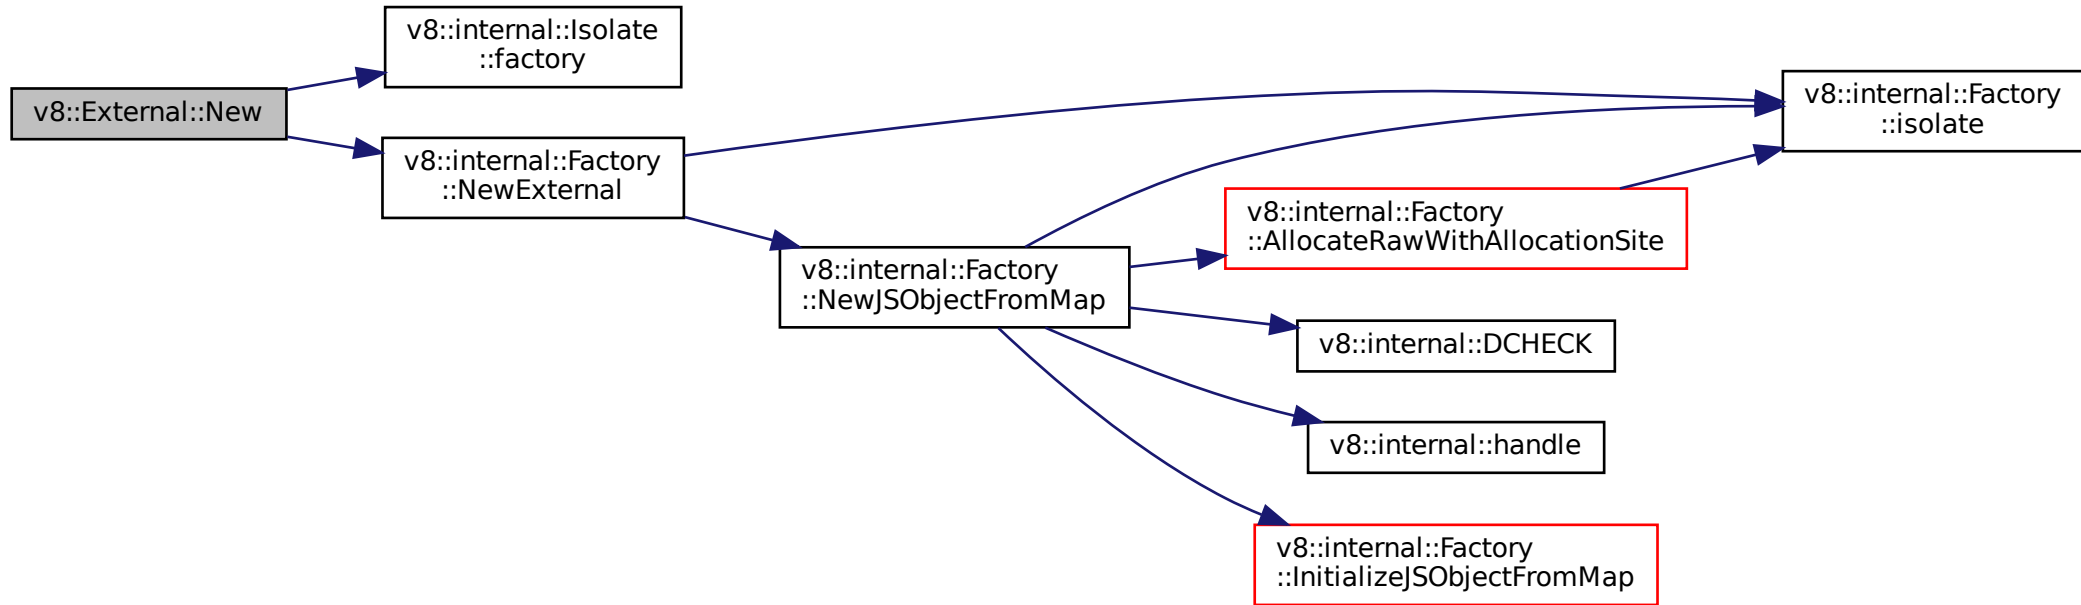 v8::External::New
v8::internal::Isolate
::factory
v8::internal::Factory
::NewExternal
v8::internal::Factory
::NewJSObjectFromMap
v8::internal::Factory
::isolate
v8::internal::Factory
::AllocateRawWithAllocationSite
v8::internal::DCHECK
v8::internal::handle
v8::internal::Factory
::InitializeJSObjectFromMap